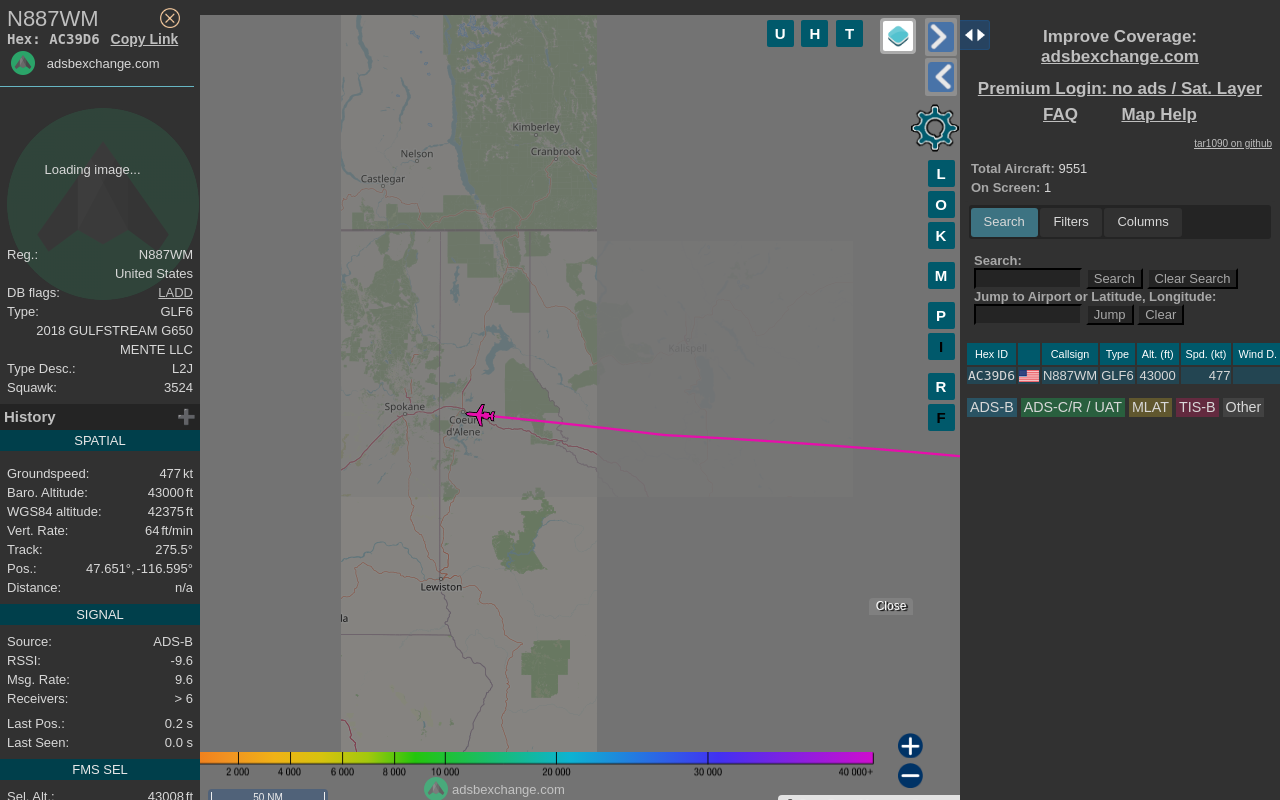 N887WM
Hex: AC39D6 Copy Link
adsbexchange.com
Loading image...
Reg.: N887WM
United States
DB flags: LADD
Type: GLF6
2018 GULFSTREAM G650
MENTE LLC
Type Desc.: L2J
Squawk: 3524
History
SPATIAL
Groundspeed: 477 kt
Baro. Altitude: 43000 ft
WGS84 altitude: 42375 ft
Vert. Rate: 64 ft/min
Track: 275.5°
Pos.: 47.651°, -116.595°
Distance: n/a
SIGNAL
Source: ADS-B
RSSI: -9.6
Msg. Rate: 9.6
Receivers: > 6
Last Pos.: 0.2 s
Last Seen: 0.0 s
FMS SEL
Sel. Alt.: 43008 ft
U H T
L
O
K
M
P
I
R
F
Kimberley
Cranbrook
Nelson
Castlegar
Kalispell
Spokane
Coeur
d'Alene
Lewiston
la
Close
2 000 4 000 6 000 8 000 10 000 20 000 30 000 40 000+
adsbexchange.com
50 NM
Improve Coverage:
adsbexchange.com
Premium Login: no ads / Sat. Layer
FAQ Map Help
tar1090 on github
Total Aircraft: 9551
On Screen: 1
Search Filters Columns
Search:
Search Clear Search
Jump to Airport or Latitude, Longitude:
Jump Clear
Hex ID Callsign Type Alt. (ft) Spd. (kt) Wind D.
AC39D6 N887WM GLF6 43000 477
ADS-B ADS-C/R / UAT MLAT TIS-B Other